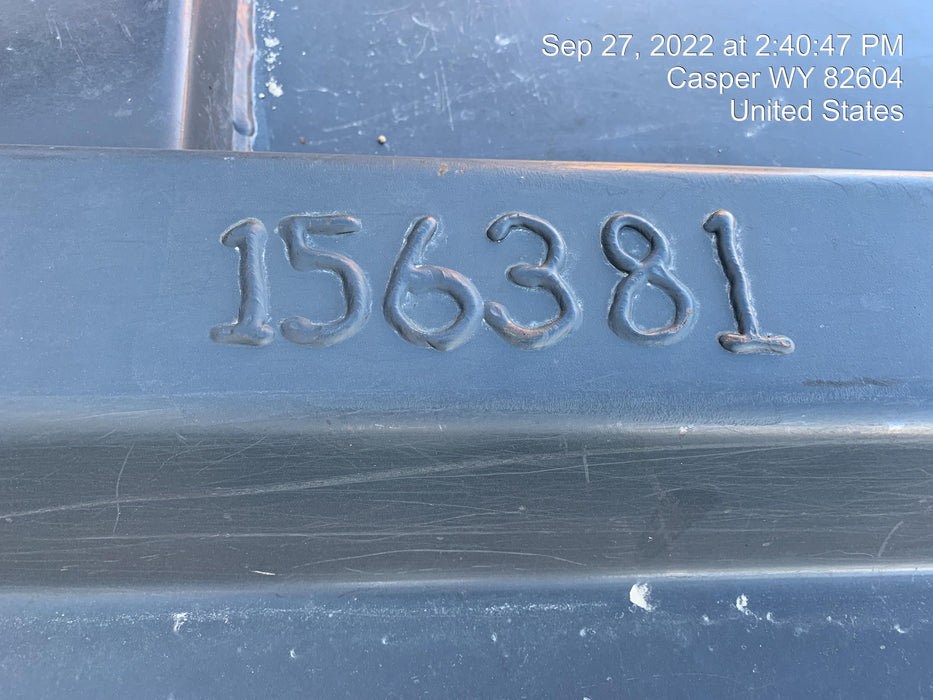 Sep 27, 2022 at 2:40:47 PM
Casper WY 82604
United States
156381